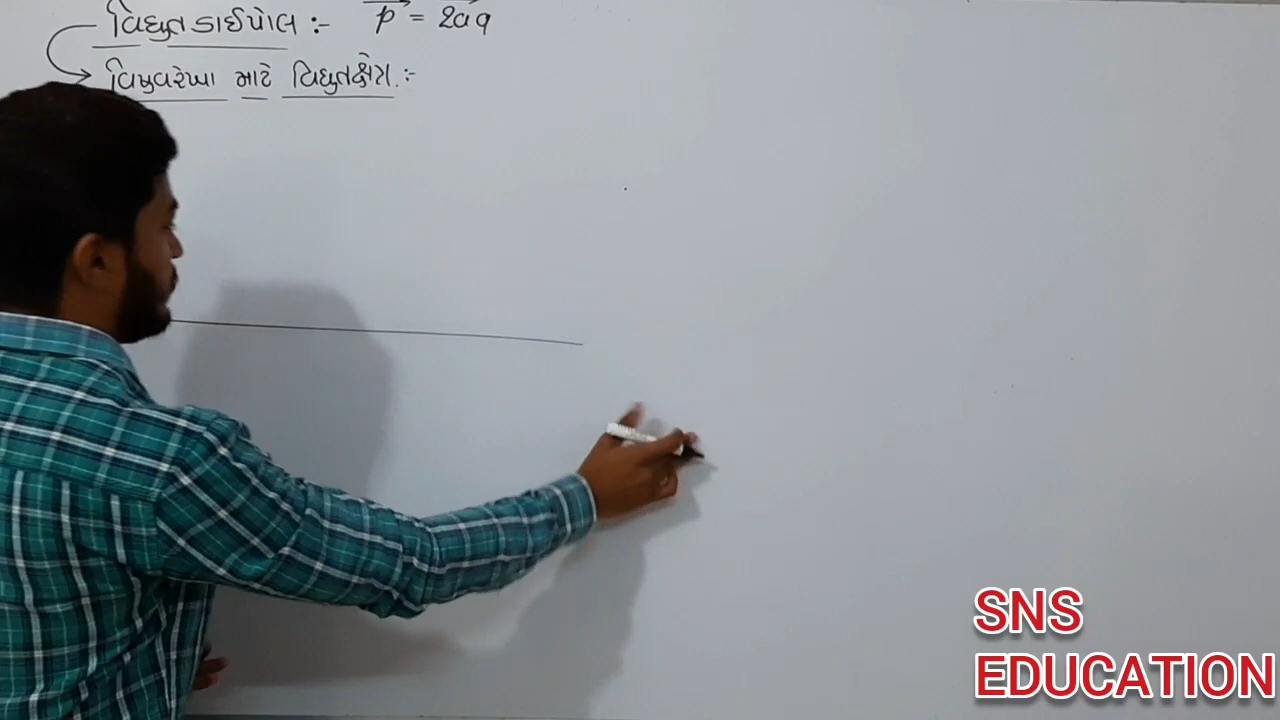 વિદ્યુત ડાઈપોલ :- p = 2aq
વિષુવરેખા માટે વિદ્યુતક્ષેત્ર :-
SNS
EDUCATION